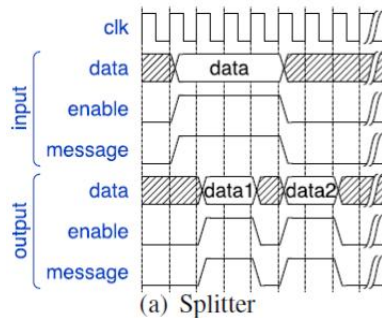 clk
input
data data
enable
message
output
data data1 data2
enable
message
(a) Splitter